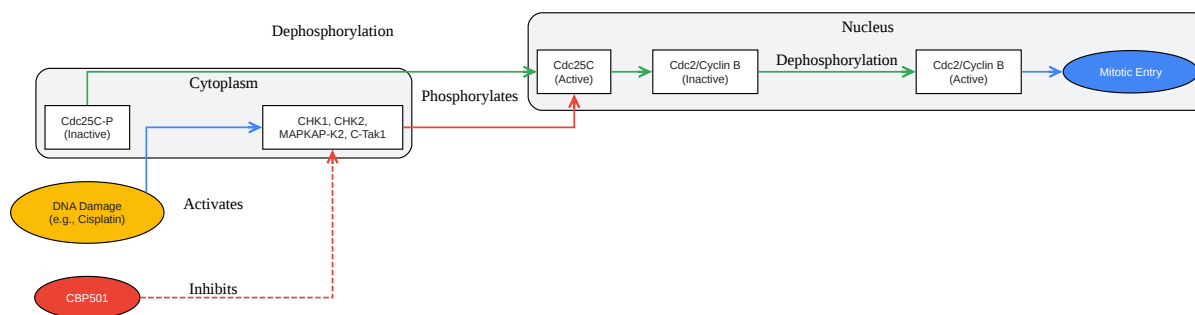 Nucleus
Dephosphorylation
Cdc25C
(Active)
Cdc2/Cyclin B
(Inactive)
Dephosphorylation
Cdc2/Cyclin B
(Active)
Mitotic Entry
Cytoplasm
Phosphorylates
Cdc25C-P
(Inactive)
CHK1, CHK2,
MAPKAP-K2, C-Tak1
DNA Damage
(e.g., Cisplatin)
Activates
CBP501
Inhibits